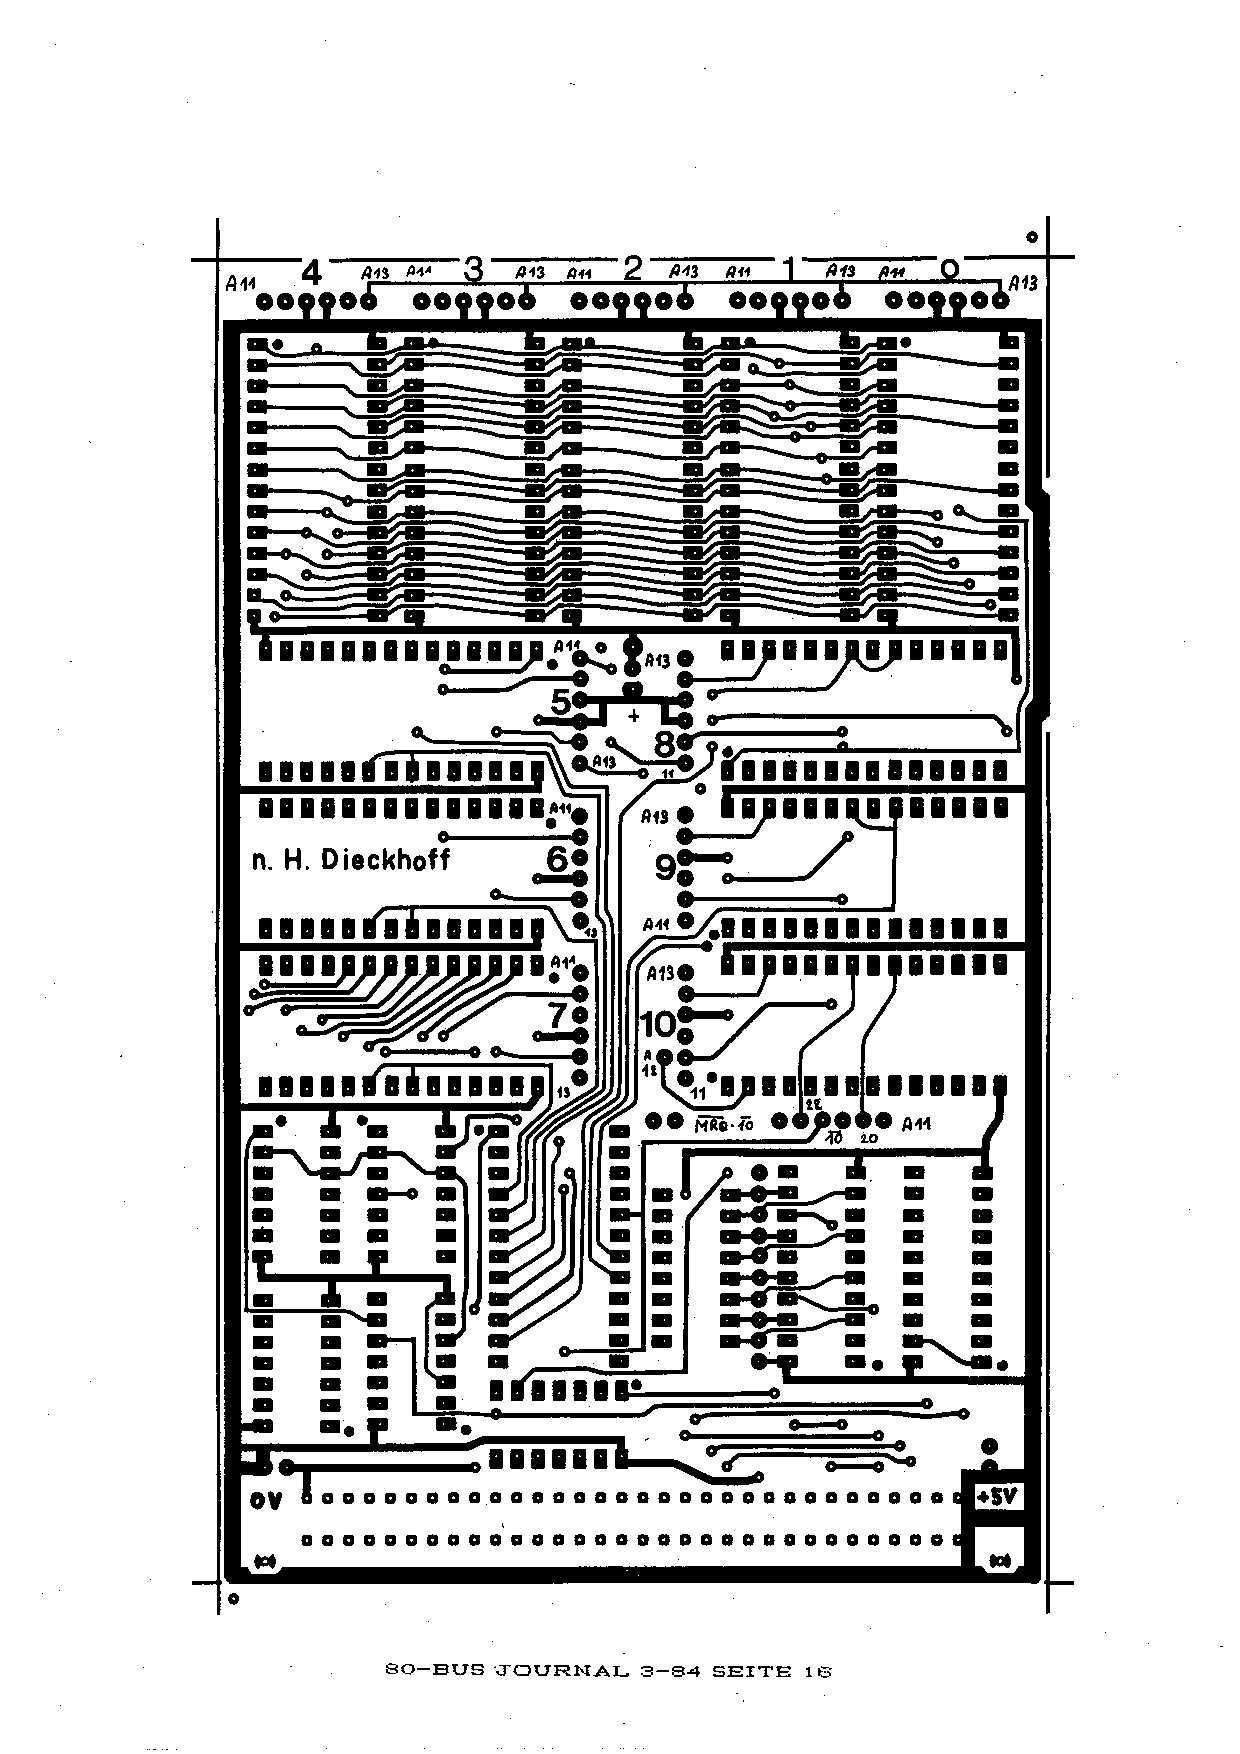 4 3 2 1 0
A11 A13 A11 A13 A11 A13 A11 A13 A11 A13
A11
A13
5
+
8
A13 11
A11 A13
n. H. Dieckhoff 6 9
13 A11
A11 A13
7 10
A
12
13 11
2E
MRQ·10 A11
10 20
0V +5V
80-BUS JOURNAL 3-84 SEITE 16